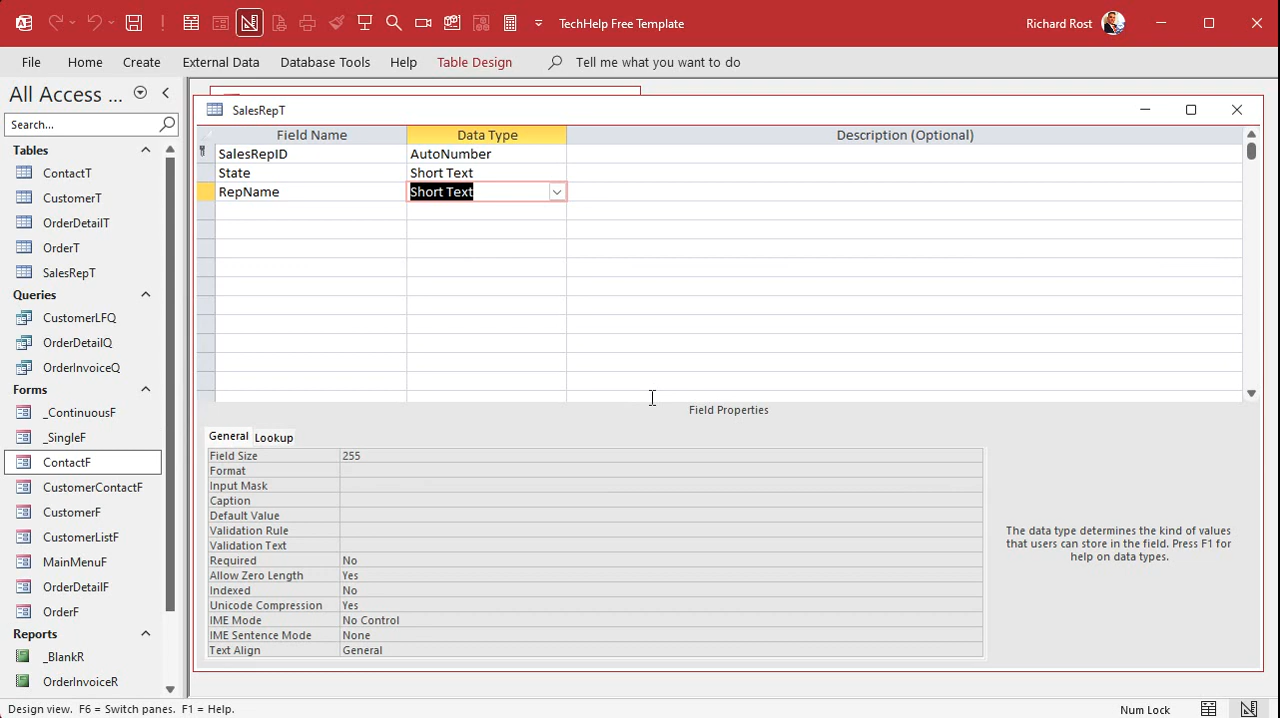 TechHelp Free Template
Richard Rost
File Home Create External Data Database Tools Help Table Design Tell me what you want to do
All Access ...
Search...
Tables
ContactT
CustomerT
OrderDetailT
OrderT
SalesRepT
Queries
CustomerLFQ
OrderDetailQ
OrderInvoiceQ
Forms
_ContinuousF
_SingleF
ContactF
CustomerContactF
CustomerF
CustomerListF
MainMenuF
OrderDetailF
OrderF
Reports
_BlankR
OrderInvoiceR
SalesRepT
Field Name Data Type Description (Optional)
SalesRepID AutoNumber
State Short Text
RepName Short Text
Field Properties
General Lookup
Field Size 255
Format
Input Mask
Caption
Default Value
Validation Rule
Validation Text
Required No
Allow Zero Length Yes
Indexed No
Unicode Compression Yes
IME Mode No Control
IME Sentence Mode None
Text Align General
The data type determines the kind of values
that users can store in the field. Press F1 for
help on data types.
Design view. F6 = Switch panes. F1 = Help.
Num Lock